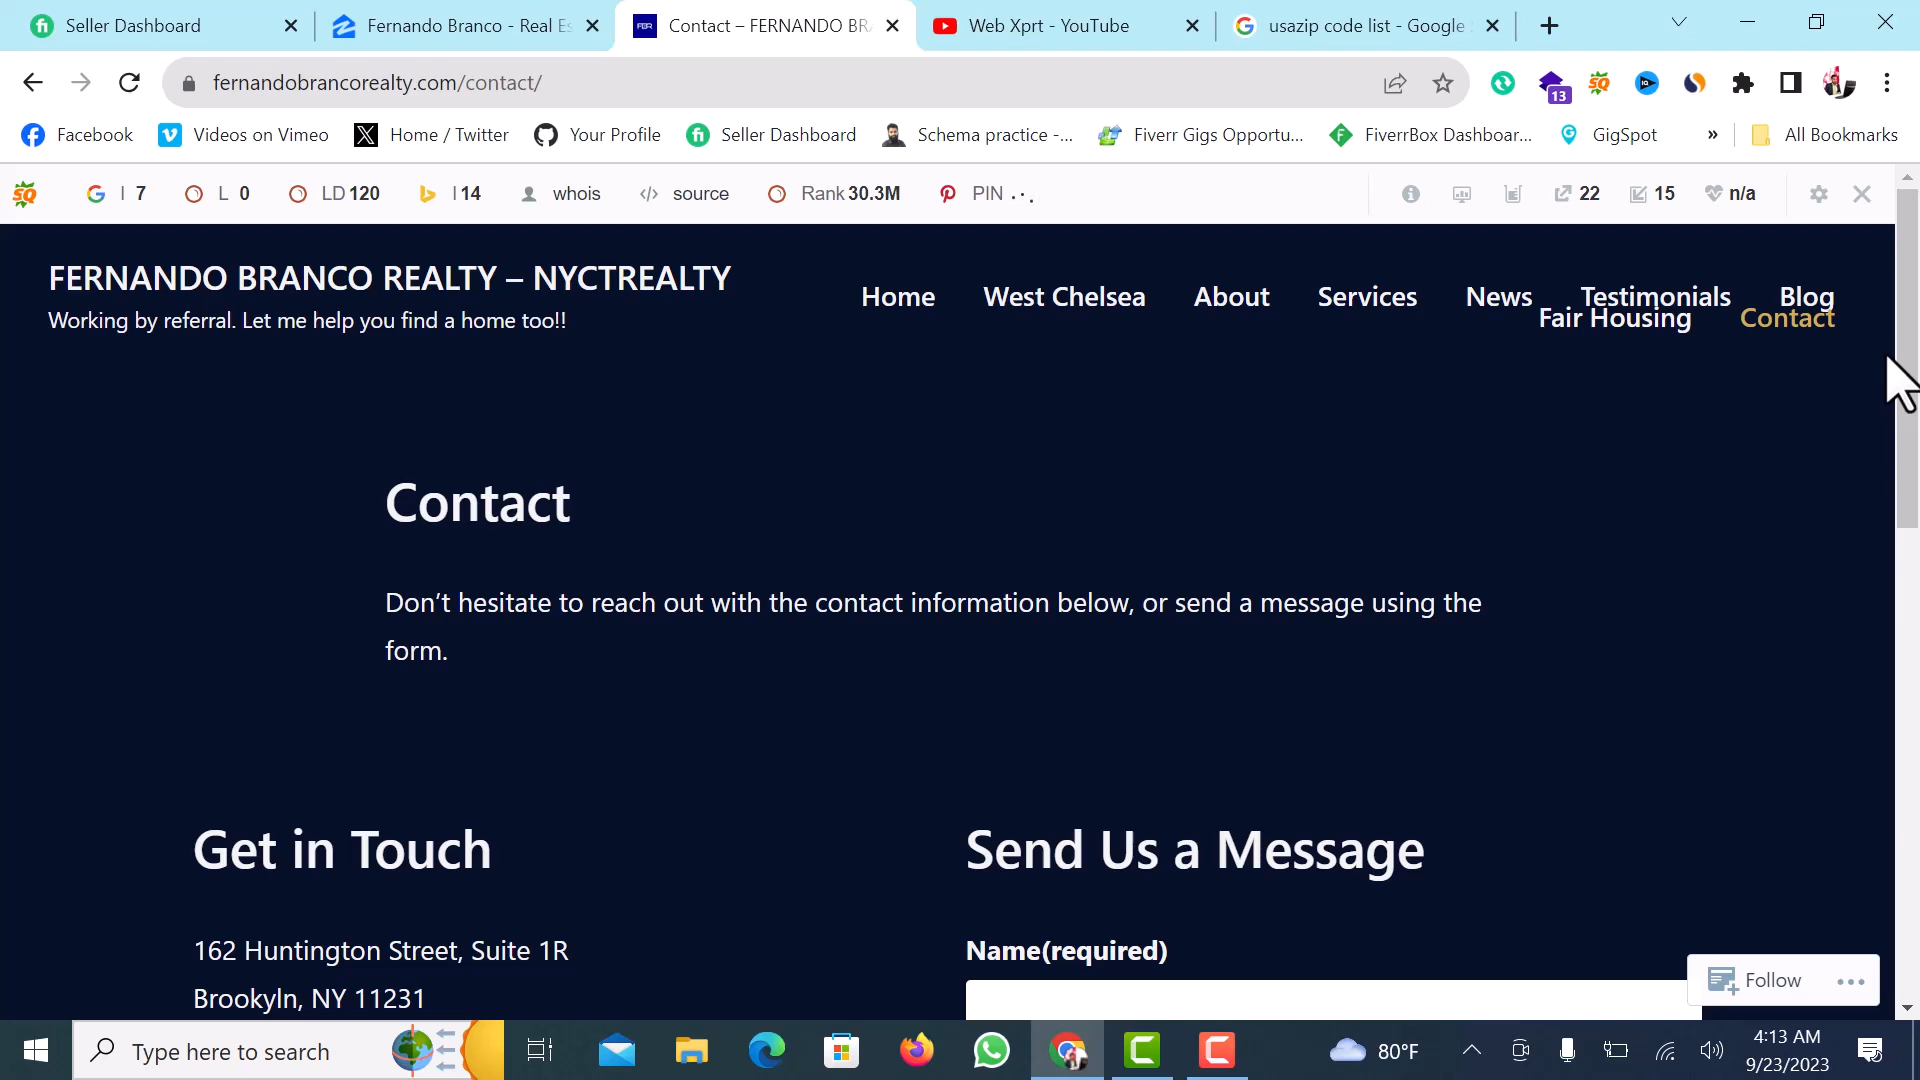 Seller Dashboard
Fernando Branco - Real Es
Contact – FERNANDO BRA
Web Xprt - YouTube
usazip code list - Google S
fernandobrancorealty.com/contact/
13
Facebook
Videos on Vimeo
Home / Twitter
Your Profile
Seller Dashboard
Schema practice -...
Fiverr Gigs Opportu...
FiverrBox Dashboar...
GigSpot
»
All Bookmarks
I 7
L 0
LD 120
I 14
whois
source
Rank 30.3M
PIN
22
15
n/a
FERNANDO BRANCO REALTY – NYCTREALTY
Working by referral. Let me help you find a home too!!
Home
West Chelsea
About
Services
News
Testimonials
Blog
Fair Housing
Contact
Contact
Don’t hesitate to reach out with the contact information below, or send a message using the
form.
Get in Touch
Send Us a Message
162 Huntington Street, Suite 1R
Brookyln, NY 11231
Name(required)
Follow
Type here to search
80°F
4:13 AM
9/23/2023